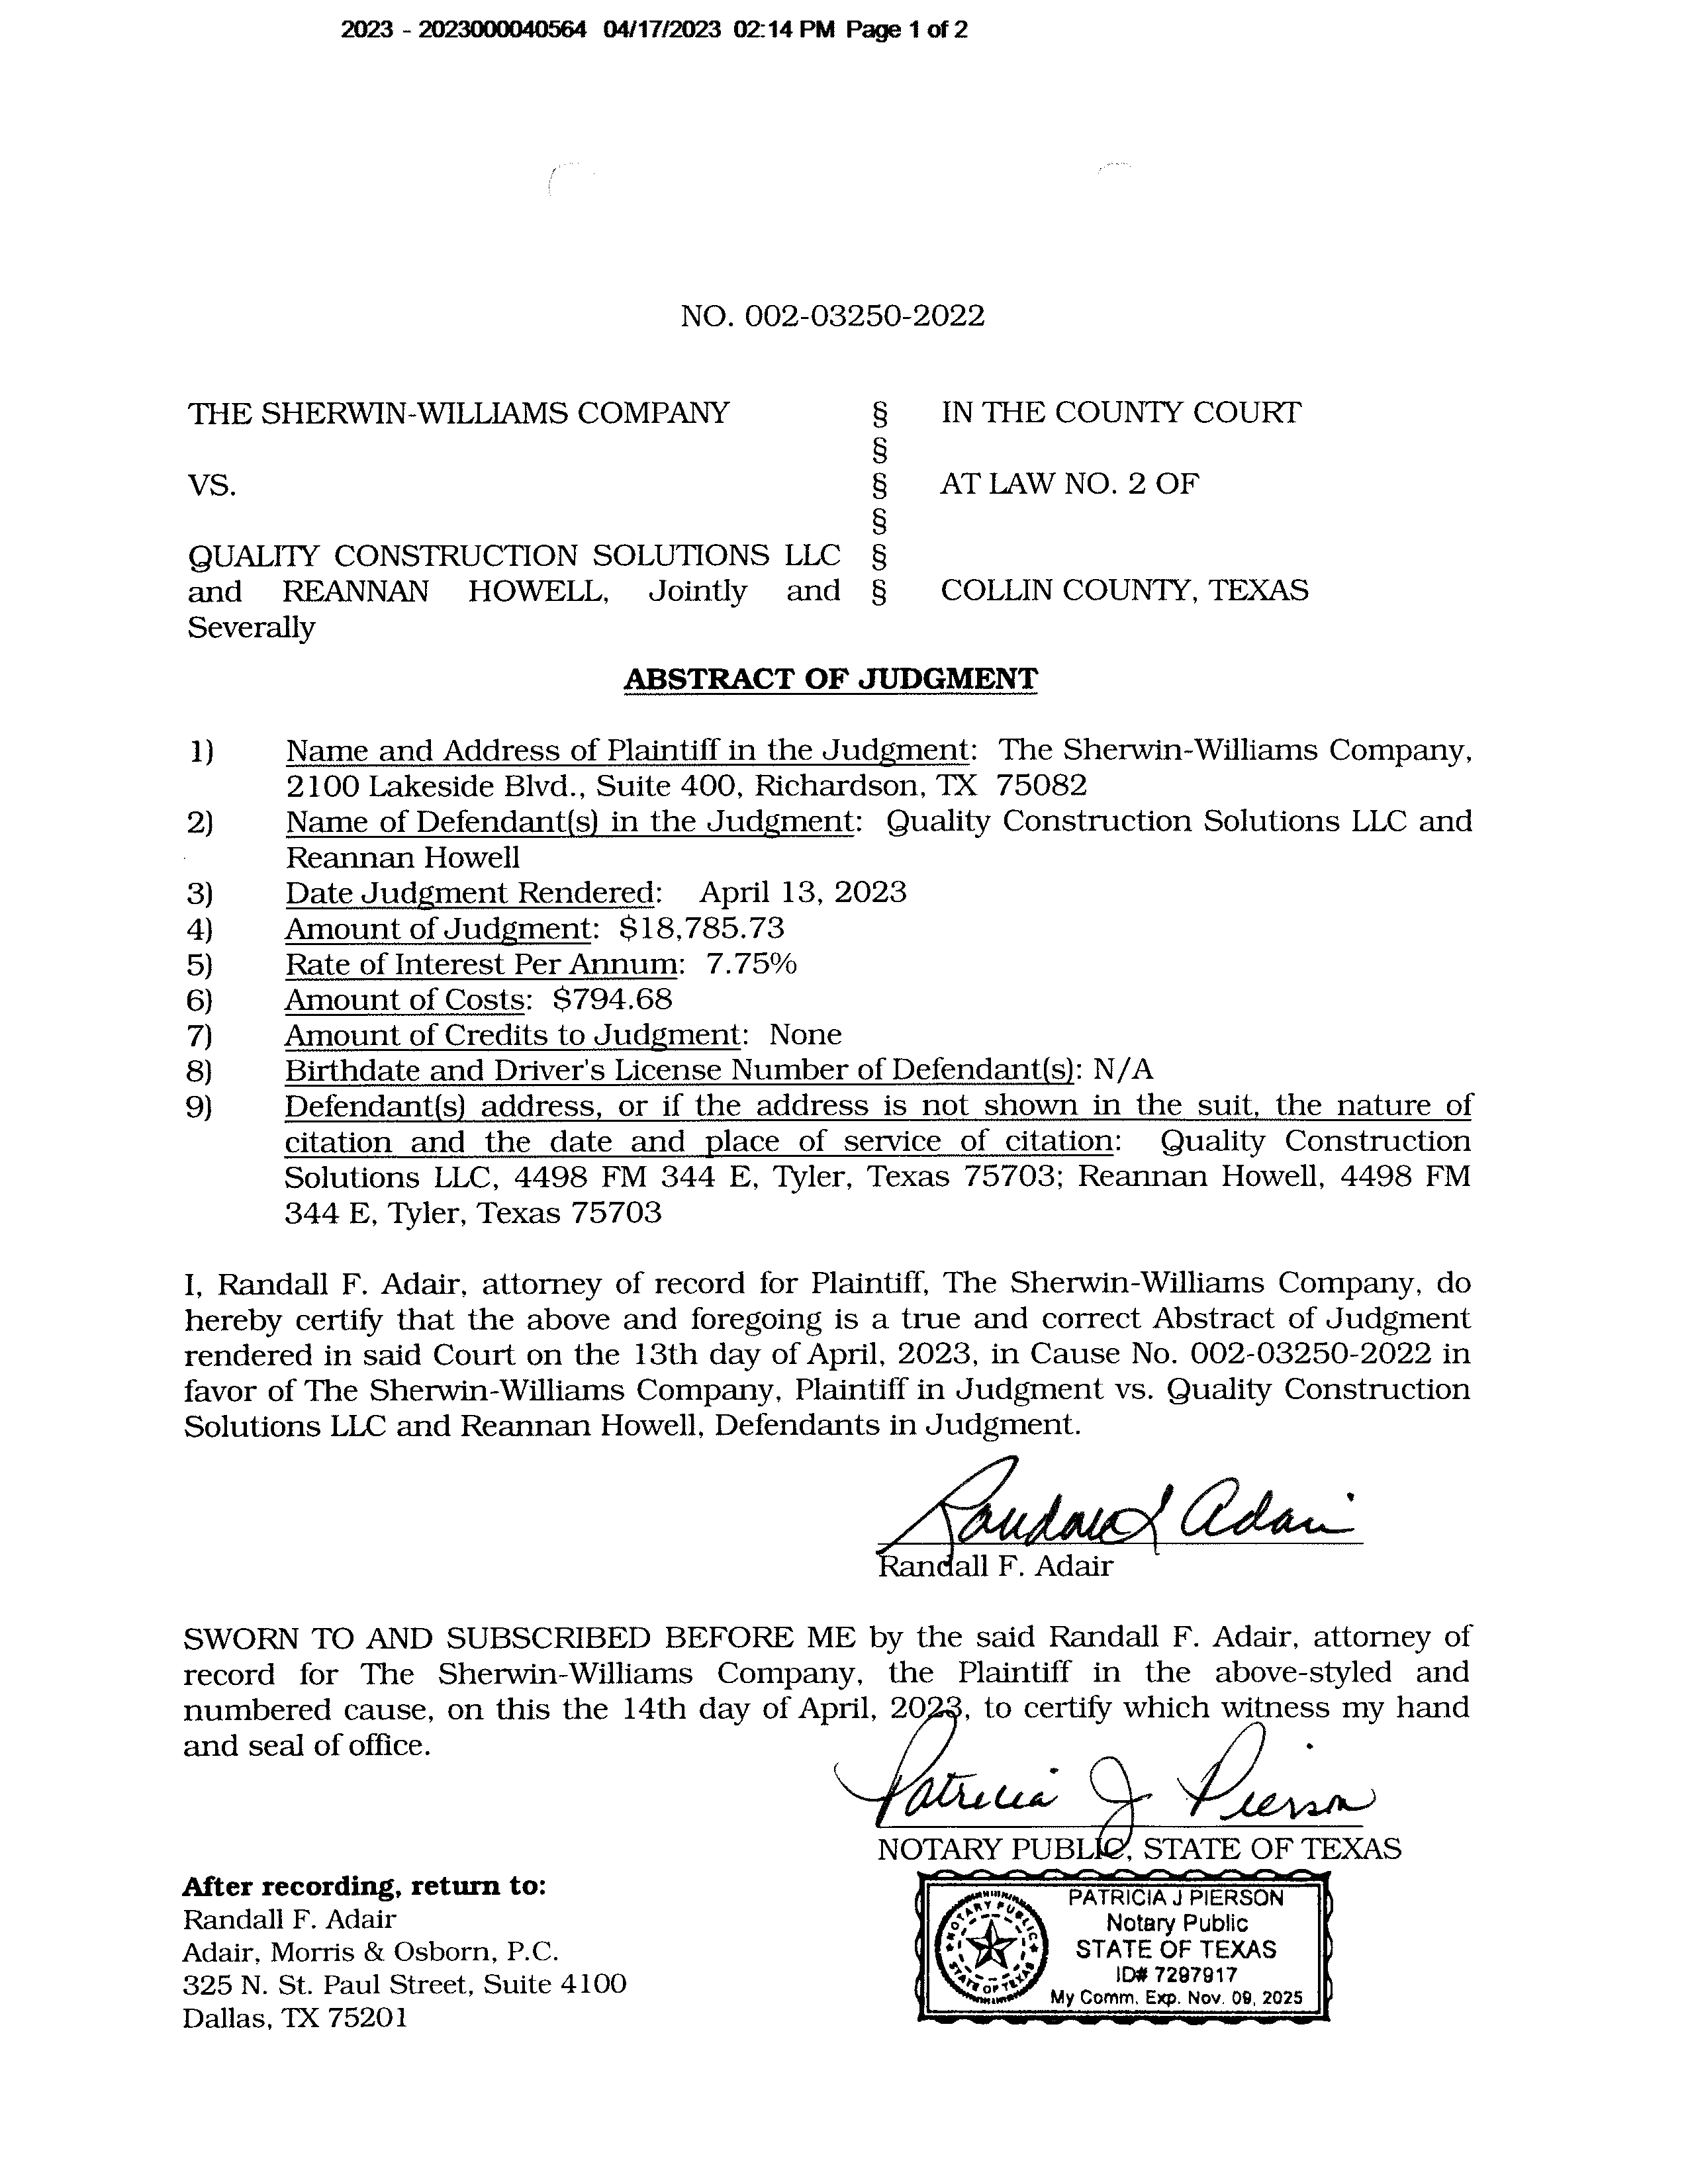 2023 - 2023000040564 04/17/2023 02:14 PM Page 1 of 2
NO. 002-03250-2022
THE SHERWIN-WILLIAMS COMPANY § IN THE COUNTY COURT
§
VS. § AT LAW NO. 2 OF
§
QUALITY CONSTRUCTION SOLUTIONS LLC §
and REANNAN HOWELL, Jointly and § COLLIN COUNTY, TEXAS
Severally
ABSTRACT OF JUDGMENT
1) Name and Address of Plaintiff in the Judgment: The Sherwin-Williams Company,
2100 Lakeside Blvd., Suite 400, Richardson, TX 75082
2) Name of Defendant(s) in the Judgment: Quality Construction Solutions LLC and
Reannan Howell
3) Date Judgment Rendered: April 13, 2023
4) Amount of Judgment: $18,785.73
5) Rate of Interest Per Annum: 7.75%
6) Amount of Costs: $794.68
7) Amount of Credits to Judgment: None
8) Birthdate and Driver's License Number of Defendant(s): N/A
9) Defendant(s) address, or if the address is not shown in the suit, the nature of
citation and the date and place of service of citation: Quality Construction
Solutions LLC, 4498 FM 344 E, Tyler, Texas 75703; Reannan Howell, 4498 FM
344 E, Tyler, Texas 75703
I, Randall F. Adair, attorney of record for Plaintiff, The Sherwin-Williams Company, do
hereby certify that the above and foregoing is a true and correct Abstract of Judgment
rendered in said Court on the 13th day of April, 2023, in Cause No. 002-03250-2022 in
favor of The Sherwin-Williams Company, Plaintiff in Judgment vs. Quality Construction
Solutions LLC and Reannan Howell, Defendants in Judgment.
Randall F Adair
Randall F. Adair
SWORN TO AND SUBSCRIBED BEFORE ME by the said Randall F. Adair, attorney of
record for The Sherwin-Williams Company, the Plaintiff in the above-styled and
numbered cause, on this the 14th day of April, 2023, to certify which witness my hand
and seal of office.
Patricia J Pierson
NOTARY PUBLIC, STATE OF TEXAS
After recording, return to:
Randall F. Adair
Adair, Morris & Osborn, P.C.
325 N. St. Paul Street, Suite 4100
Dallas, TX 75201
NOTARY PUBLIC
STATE OF TEXAS
PATRICIA J PIERSON
Notary Public
STATE OF TEXAS
ID# 7297917
My Comm. Exp. Nov. 09, 2025